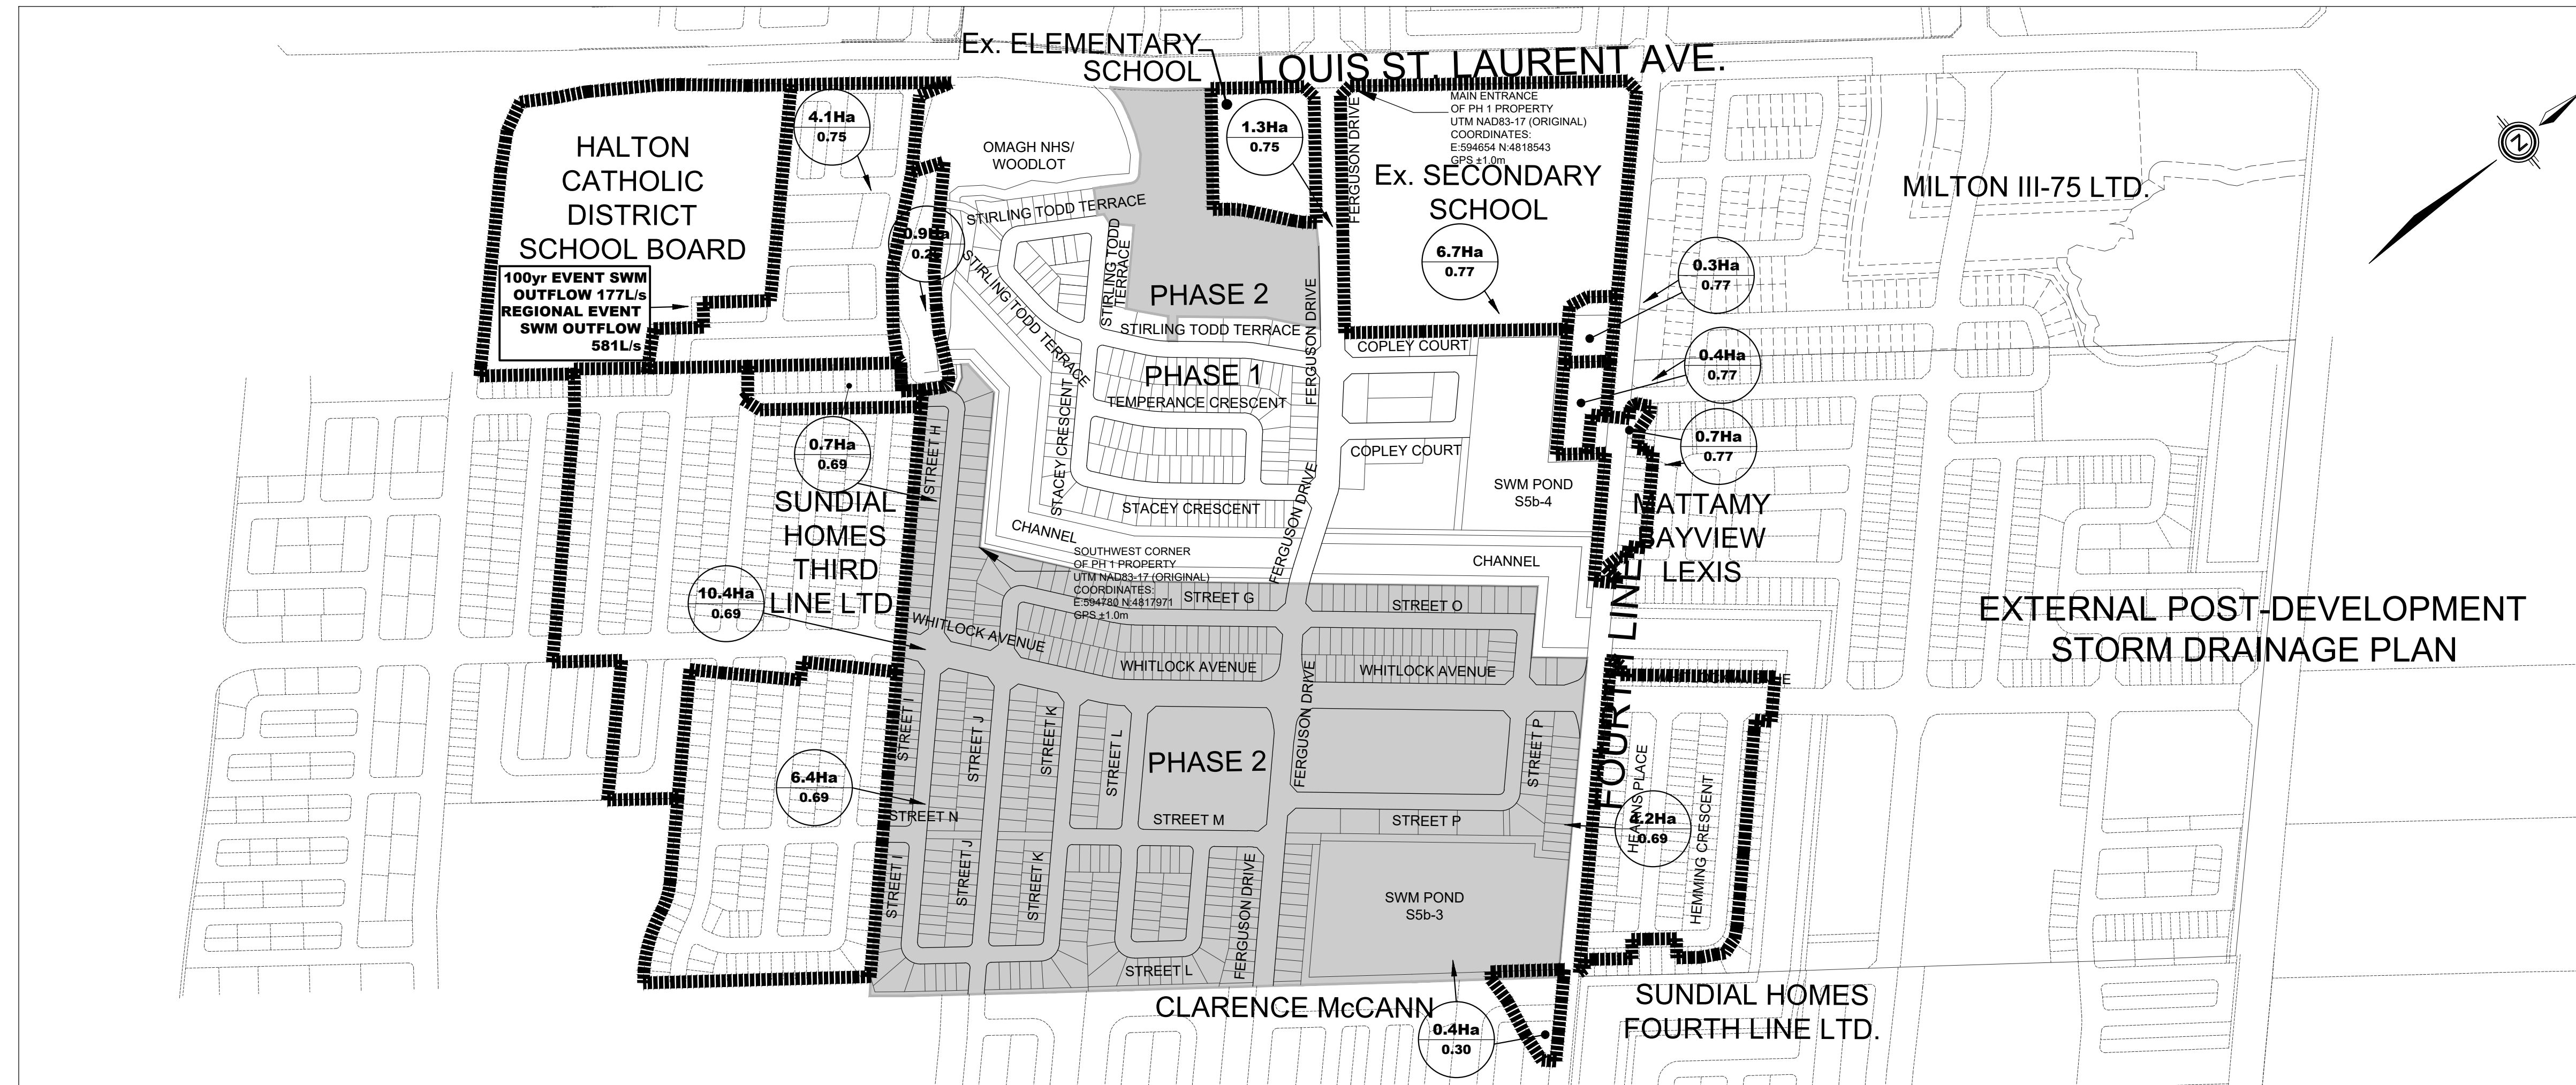 Ex. ELEMENTARY
SCHOOL
LOUIS ST. LAURENT AVE.
MAIN ENTRANCE
OF PH 1 PROPERTY
UTM NAD83-17 (ORIGINAL)
COORDINATES:
E:594654 N:4818543
GPS ±1.0m
4.1Ha
0.75
1.3Ha
0.75
FERGUSON DRIVE
OMAGH NHS/
WOODLOT
HALTON
CATHOLIC
DISTRICT
SCHOOL BOARD
Ex. SECONDARY
SCHOOL
MILTON III-75 LTD.
Z
STIRLING TODD TERRACE
STIRLING TODD
TERRACE
STIRLING TODD TERRACE
0.9Ha
6.7Ha
0.77
0.3Ha
0.77
100yr EVENT SWM
OUTFLOW 177L/s
REGIONAL EVENT
SWM OUTFLOW
581L/s
PHASE 2
FERGUSON DRIVE
STIRLING TODD TERRACE
COPLEY COURT
0.4Ha
0.77
PHASE 1
TEMPERANCE CRESCENT
STACEY CRESCENT
0.7Ha
0.69
STREET H
COPLEY COURT
0.7Ha
0.77
SWM POND
S5b-4
SUNDIAL
HOMES
THIRD
LINE LTD
STACEY CRESCENT
FERGUSON DRIVE
MATTAMY
BAYVIEW
LEXIS
CHANNEL
CHANNEL
SOUTHWEST CORNER
OF PH 1 PROPERTY
UTM NAD83-17 (ORIGINAL)
COORDINATES:
E:594780 N:4817971
GPS ±1.0m
10.4Ha
0.69
STREET G
STREET O
FOURTH LINE
EXTERNAL POST-DEVELOPMENT
STORM DRAINAGE PLAN
WHITLOCK AVENUE
WHITLOCK AVENUE
WHITLOCK AVENUE
STREET I
STREET J
STREET K
STREET L
PHASE 2
FERGUSON DRIVE
STREET P
HEARNS PLACE
HEMMING CRESCENT
6.4Ha
0.69
STREET N
STREET M
STREET P
4.2Ha
0.69
STREET I
STREET J
STREET K
FERGUSON DRIVE
SWM POND
S5b-3
STREET L
CLARENCE McCANN
0.4Ha
0.30
SUNDIAL HOMES
FOURTH LINE LTD.